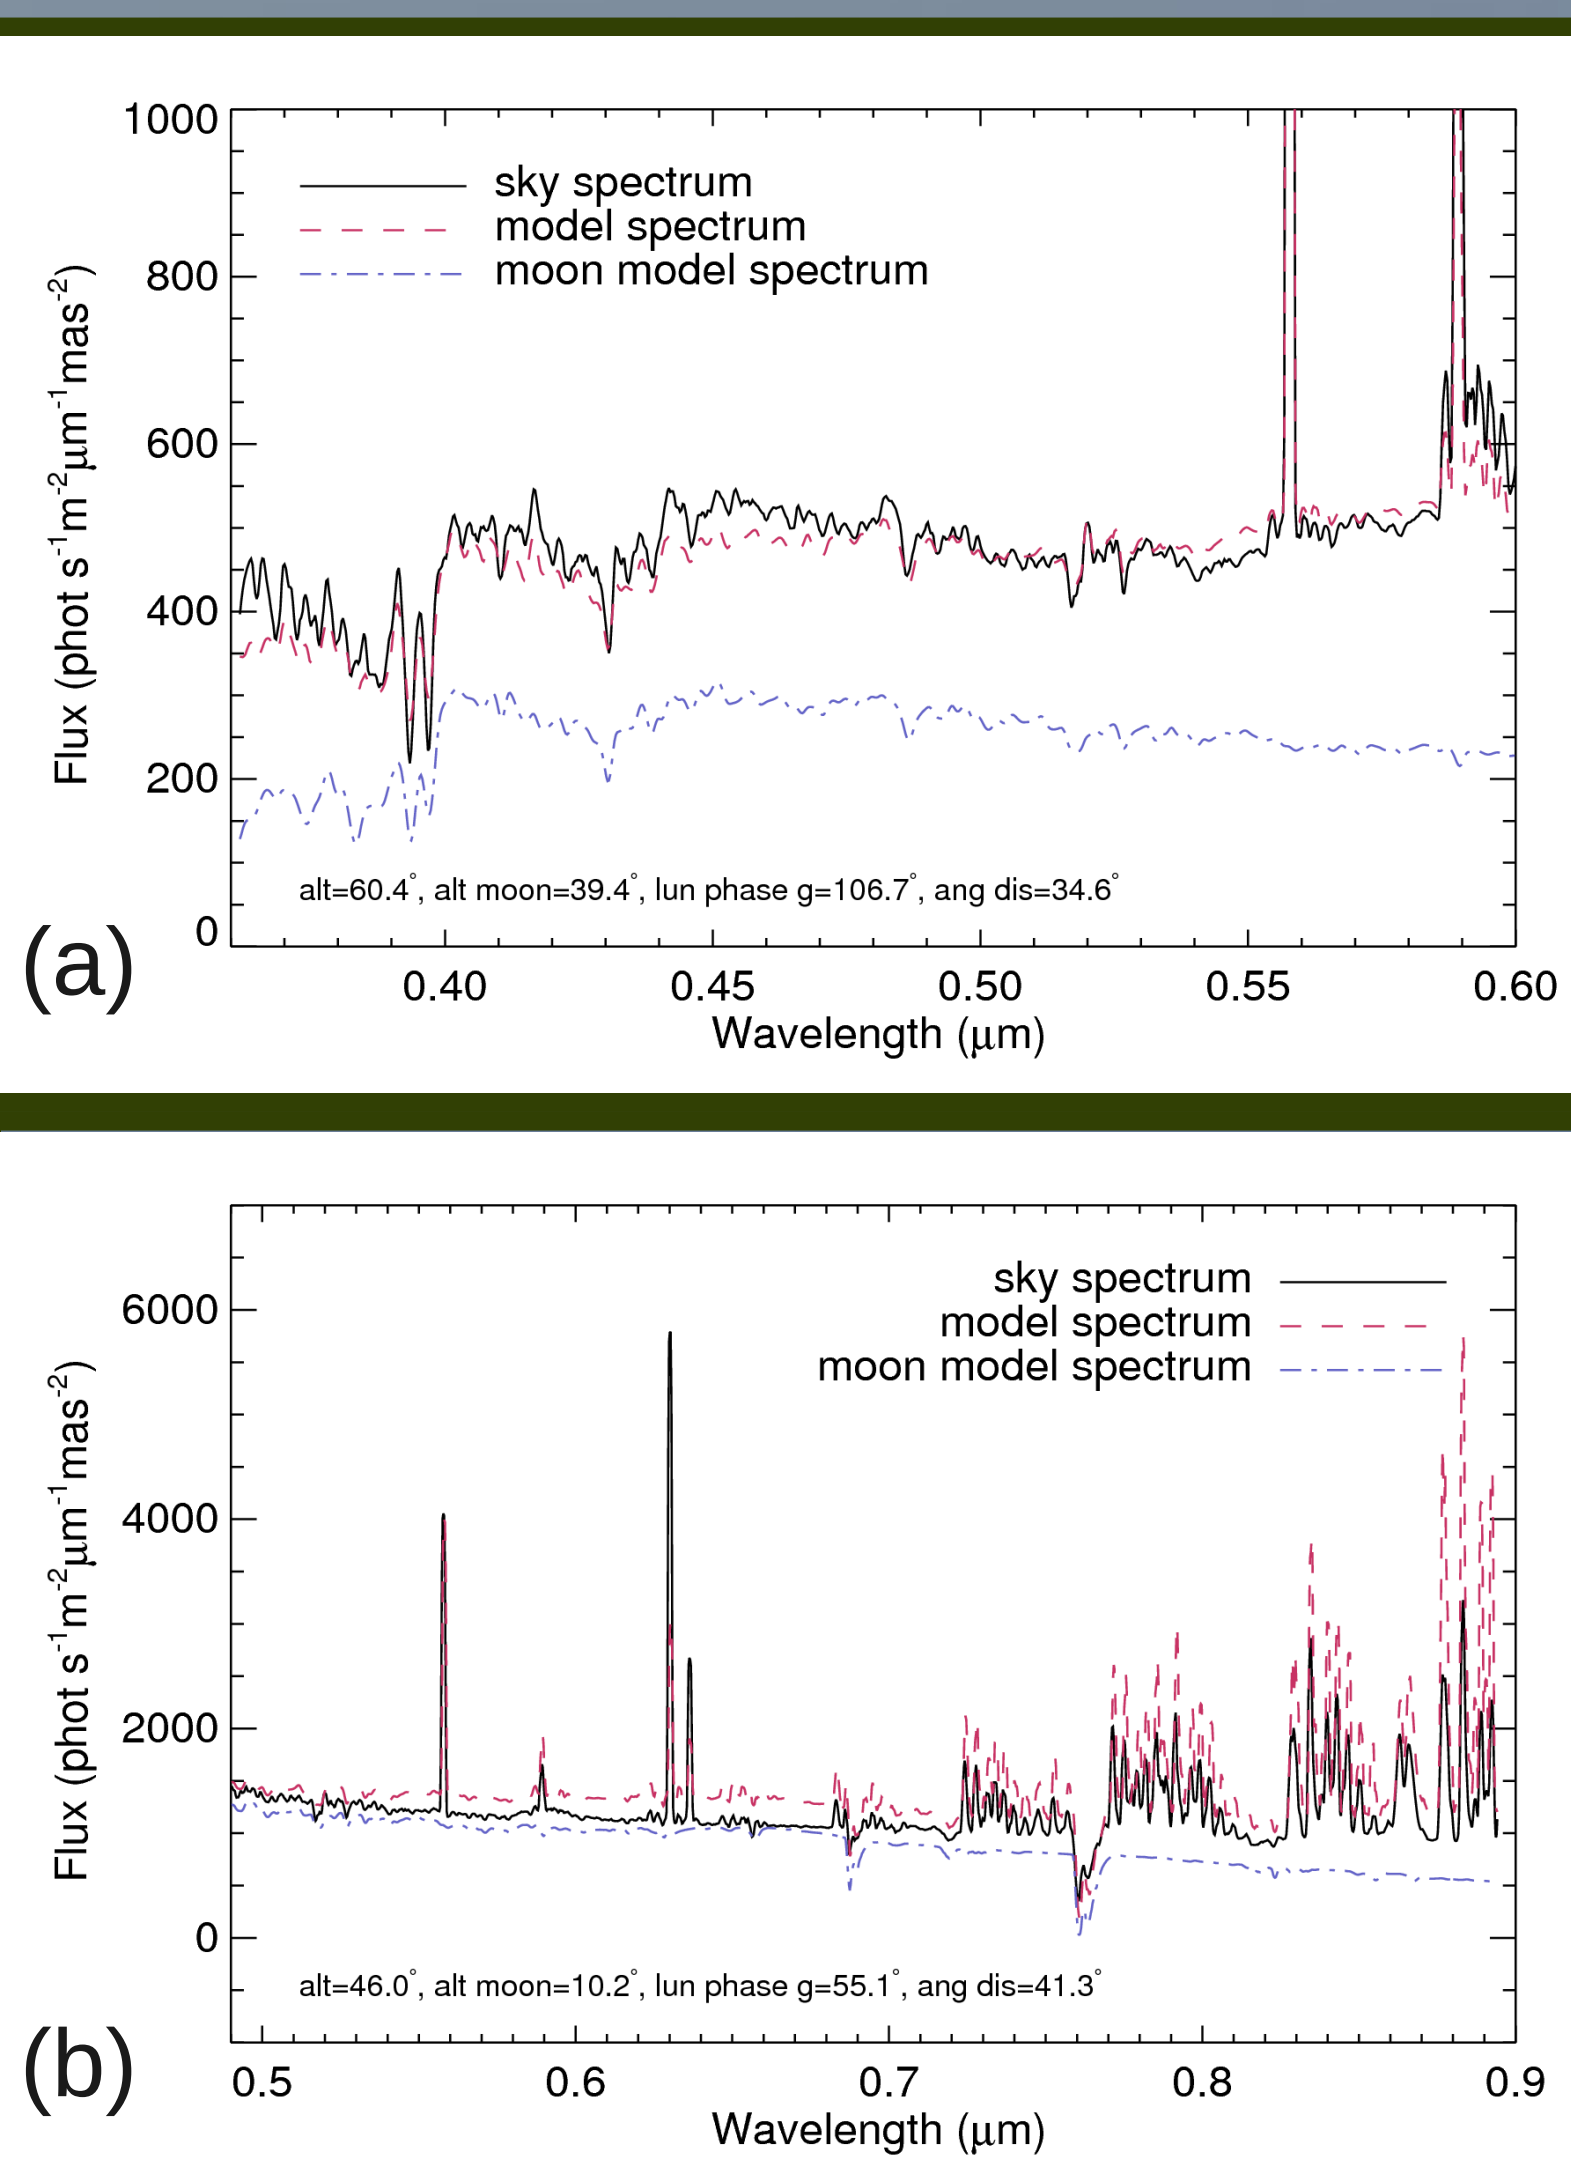 1000
800
600
400
200
0
Flux (phot s⁻¹m⁻²μm⁻¹mas⁻²)
sky spectrum
model spectrum
moon model spectrum
alt=60.4°, alt moon=39.4°, lun phase g=106.7°, ang dis=34.6°
(a)
0.40 0.45 0.50 0.55 0.60
Wavelength (μm)
6000
4000
2000
0
Flux (phot s⁻¹m⁻²μm⁻¹mas⁻²)
sky spectrum
model spectrum
moon model spectrum
alt=46.0°, alt moon=10.2°, lun phase g=55.1°, ang dis=41.3°
(b)
0.5 0.6 0.7 0.8 0.9
Wavelength (μm)